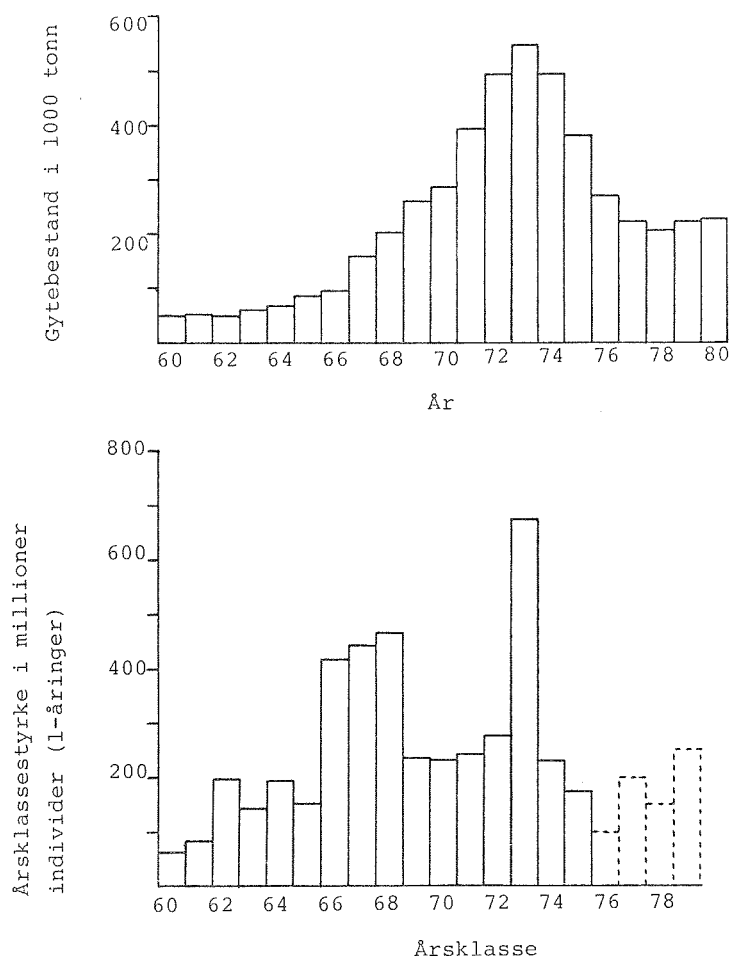 Gytebestand i 1000 tonn
600
400
200
60 62 64 66 68 70 72 74 76 78 80
År
Årsklassestyrke i millioner
individer (1-åringer)
800
600
400
200
60 62 64 66 68 70 72 74 76 78
Årsklasse